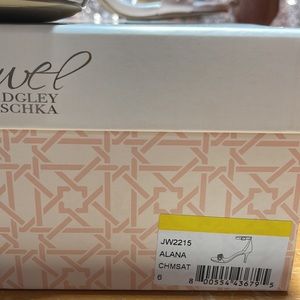 wel
DGLEY
SCHKA
JW2215
ALANA
CHMSAT
6
8 00554 43679 5